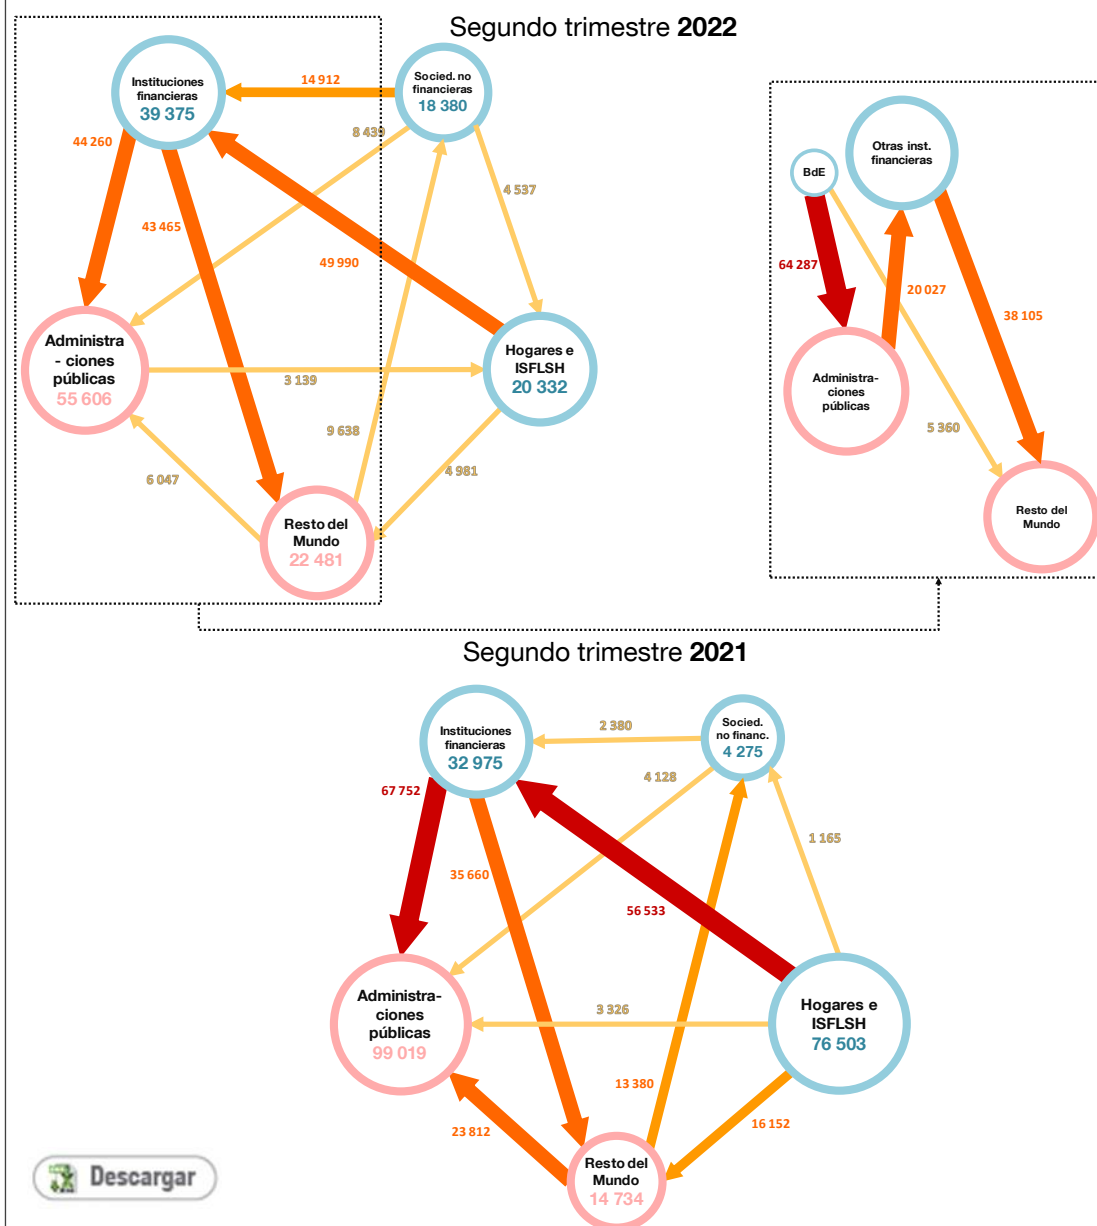 Segundo trimestre 2022
Instituciones
financieras
39 375
Socied. no
financieras
18 380
14 912
44 260
8 439
4 537
43 465
49 990
Administra
- ciones
públicas
55 606
3 139
Hogares e
ISFLSH
20 332
9 638
4 981
6 047
Resto del
Mundo
22 481
Otras inst.
financieras
BdE
64 287
20 027
38 105
Administra-
ciones
públicas
5 360
Resto del
Mundo
Segundo trimestre 2021
Instituciones
financieras
32 975
Socied.
no financ.
4 275
2 380
4 128
67 752
1 165
35 660
56 533
Administra-
ciones
públicas
99 019
3 326
Hogares e
ISFLSH
76 503
13 380
16 152
23 812
Resto del
Mundo
14 734
Descargar